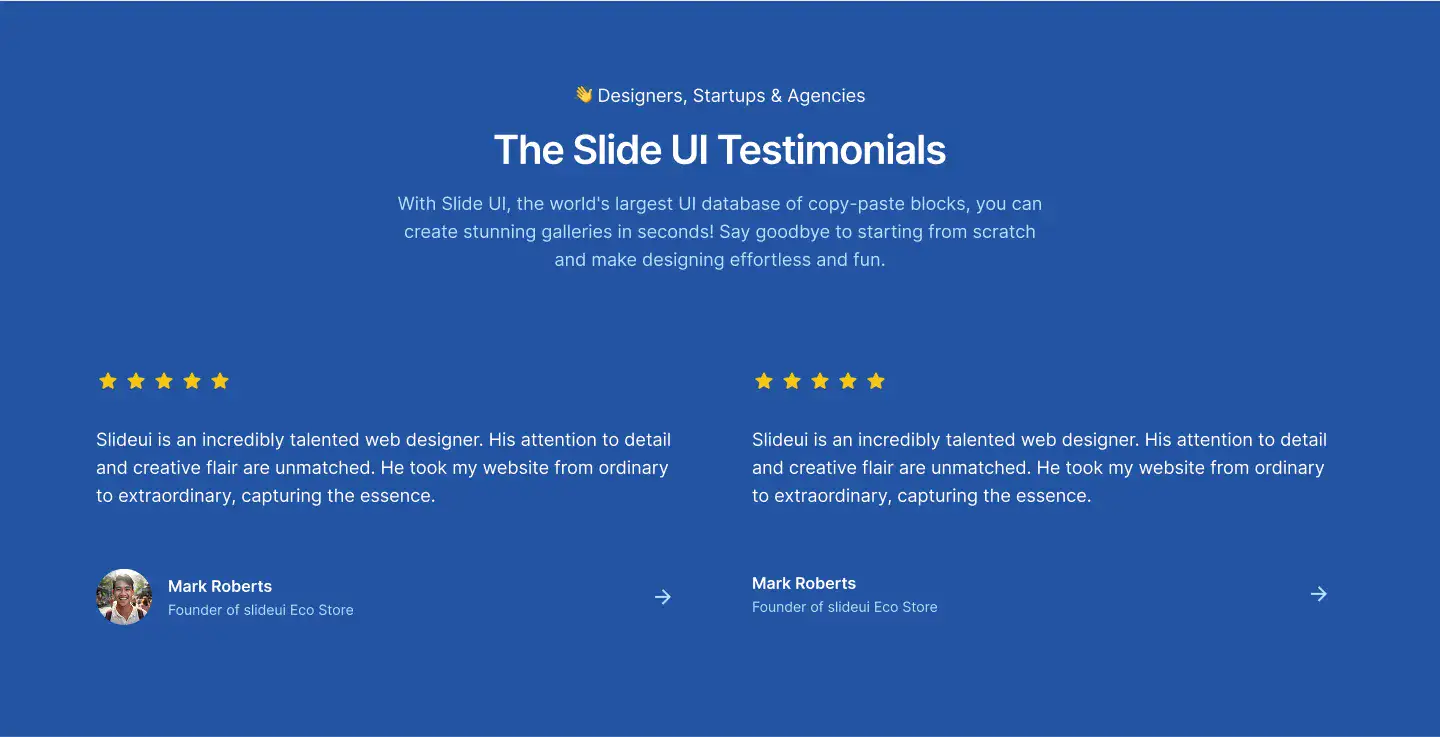 👋 Designers, Startups & Agencies
The Slide UI Testimonials
With Slide UI, the world's largest UI database of copy-paste blocks, you can
create stunning galleries in seconds! Say goodbye to starting from scratch
and make designing effortless and fun.
Slideui is an incredibly talented web designer. His attention to detail
and creative flair are unmatched. He took my website from ordinary
to extraordinary, capturing the essence.
Mark Roberts
Founder of slideui Eco Store
Slideui is an incredibly talented web designer. His attention to detail
and creative flair are unmatched. He took my website from ordinary
to extraordinary, capturing the essence.
Mark Roberts
Founder of slideui Eco Store